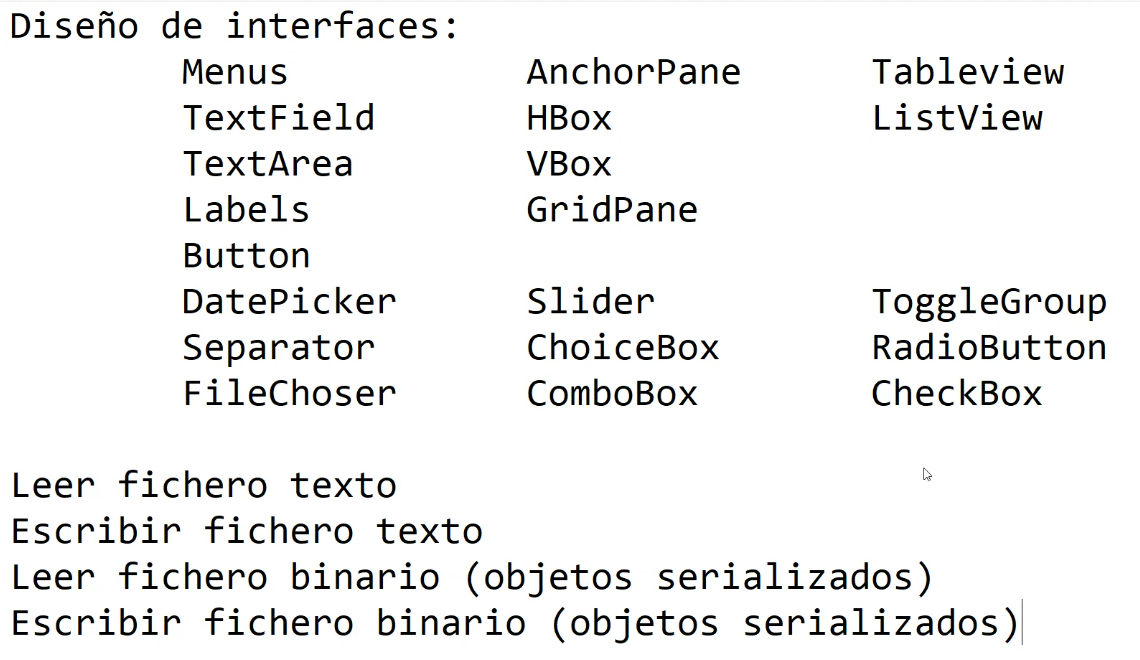 Diseño de interfaces:
Menus AnchorPane Tableview
TextField HBox ListView
TextArea VBox
Labels GridPane
Button
DatePicker Slider ToggleGroup
Separator ChoiceBox RadioButton
FileChoser ComboBox CheckBox
Leer fichero texto
Escribir fichero texto
Leer fichero binario (objetos serializados)
Escribir fichero binario (objetos serializados)